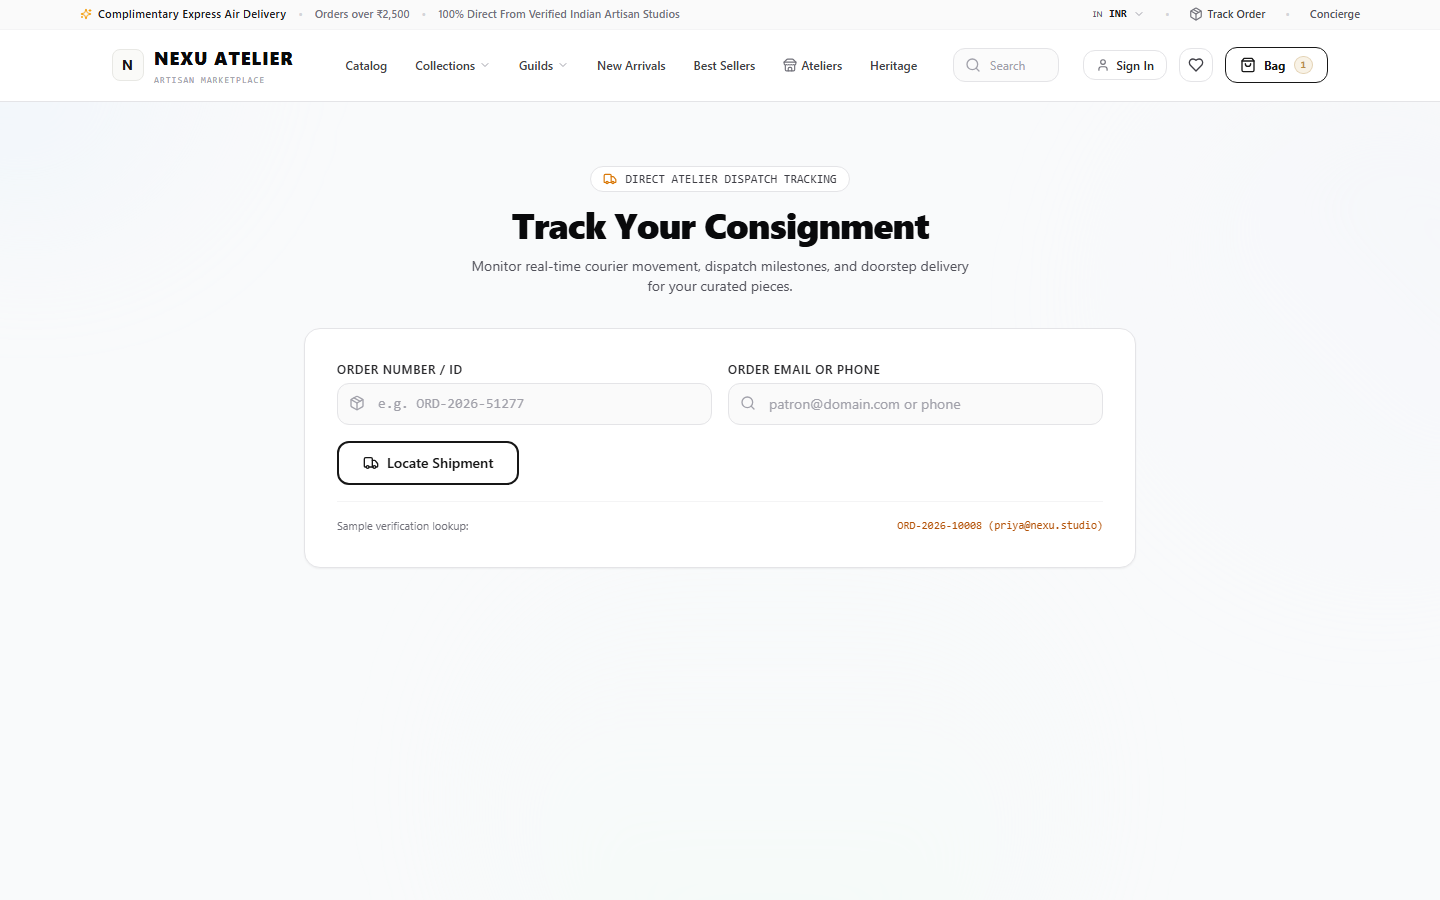 Complimentary Express Air Delivery • Orders over ₹2,500 • 100% Direct From Verified Indian Artisan Studios
IN INR • Track Order • Concierge
N NEXU ATELIER
ARTISAN MARKETPLACE
Catalog Collections Guilds New Arrivals Best Sellers Ateliers Heritage Search Sign In Bag 1
DIRECT ATELIER DISPATCH TRACKING
Track Your Consignment
Monitor real-time courier movement, dispatch milestones, and doorstep delivery
for your curated pieces.
ORDER NUMBER / ID
e.g. ORD-2026-51277
ORDER EMAIL OR PHONE
patron@domain.com or phone
Locate Shipment
Sample verification lookup:
ORD-2026-10008 (priya@nexu.studio)